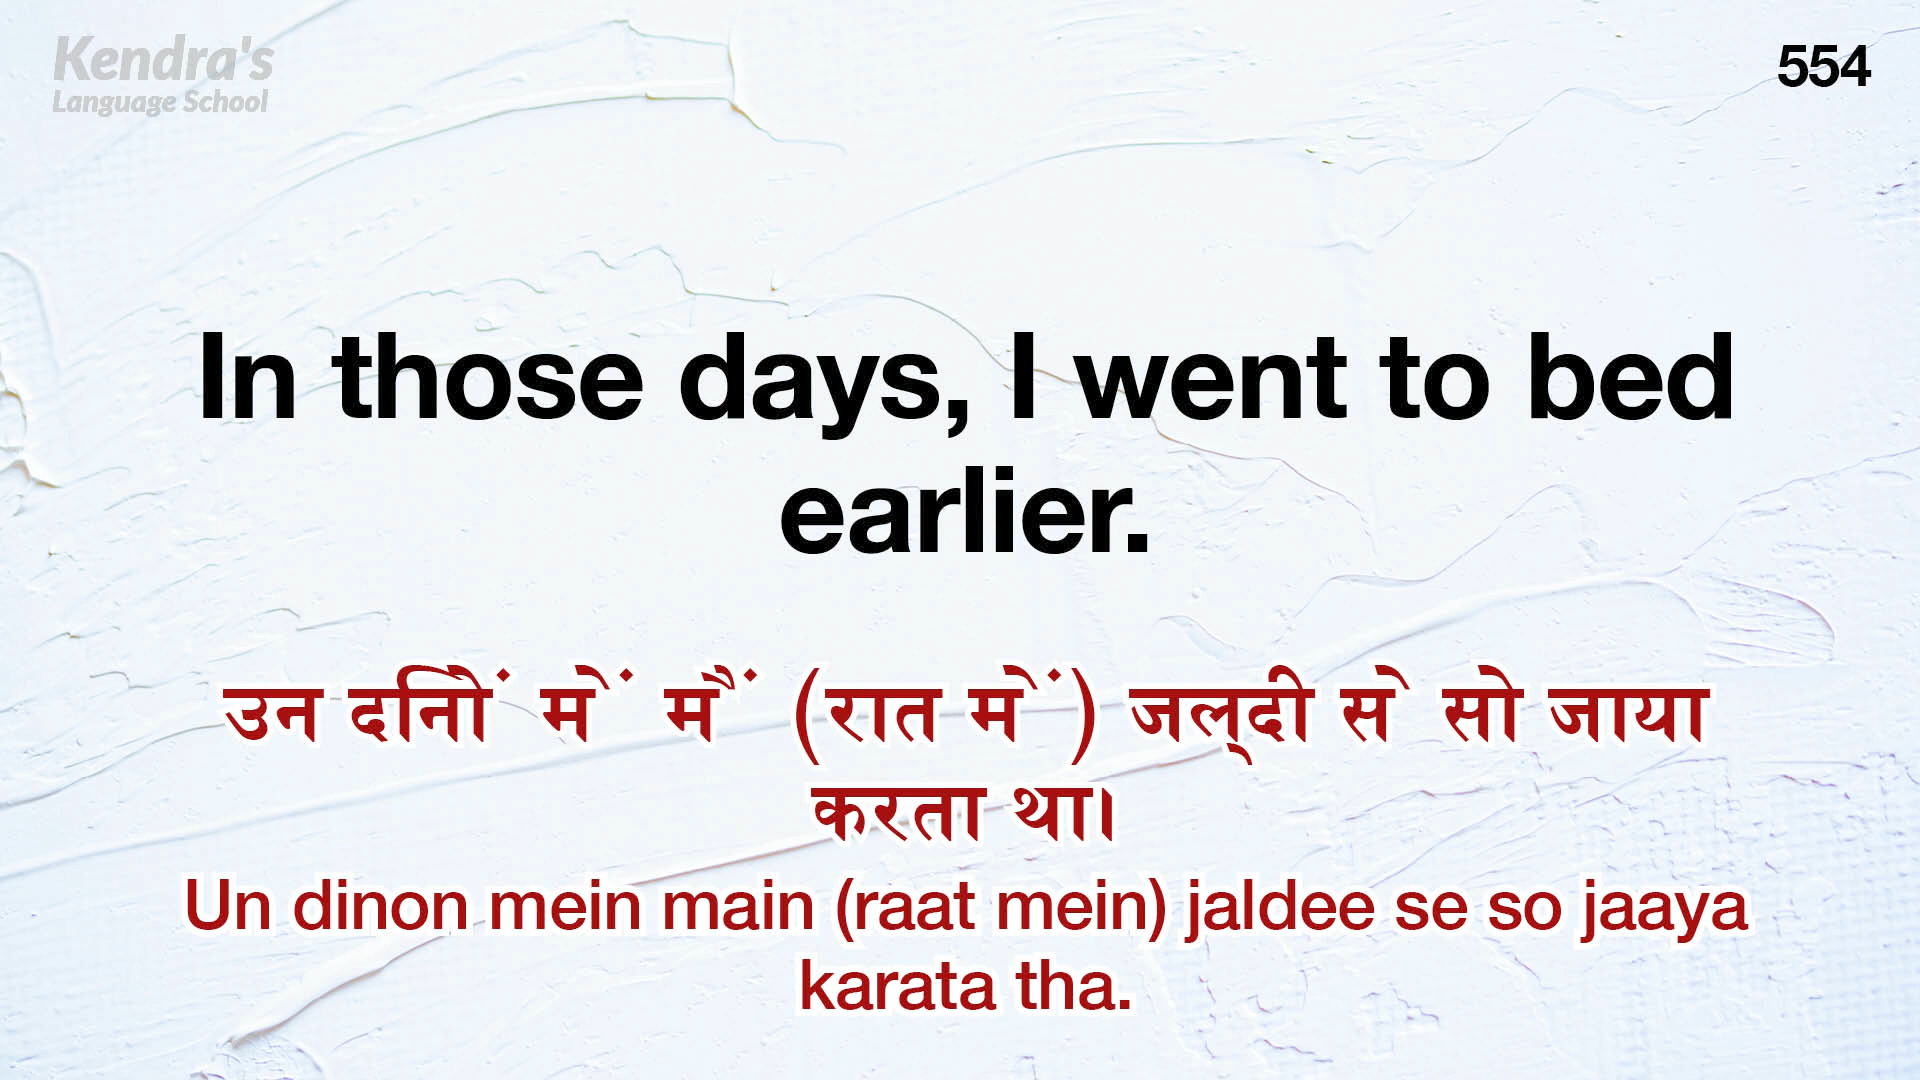 Kendra's
Language School
554
In those days, I went to bed
earlier.
उन दिनों में मैं (रात में) जल्दी से सो जाया
करता था।
Un dinon mein main (raat mein) jaldee se so jaaya
karata tha.